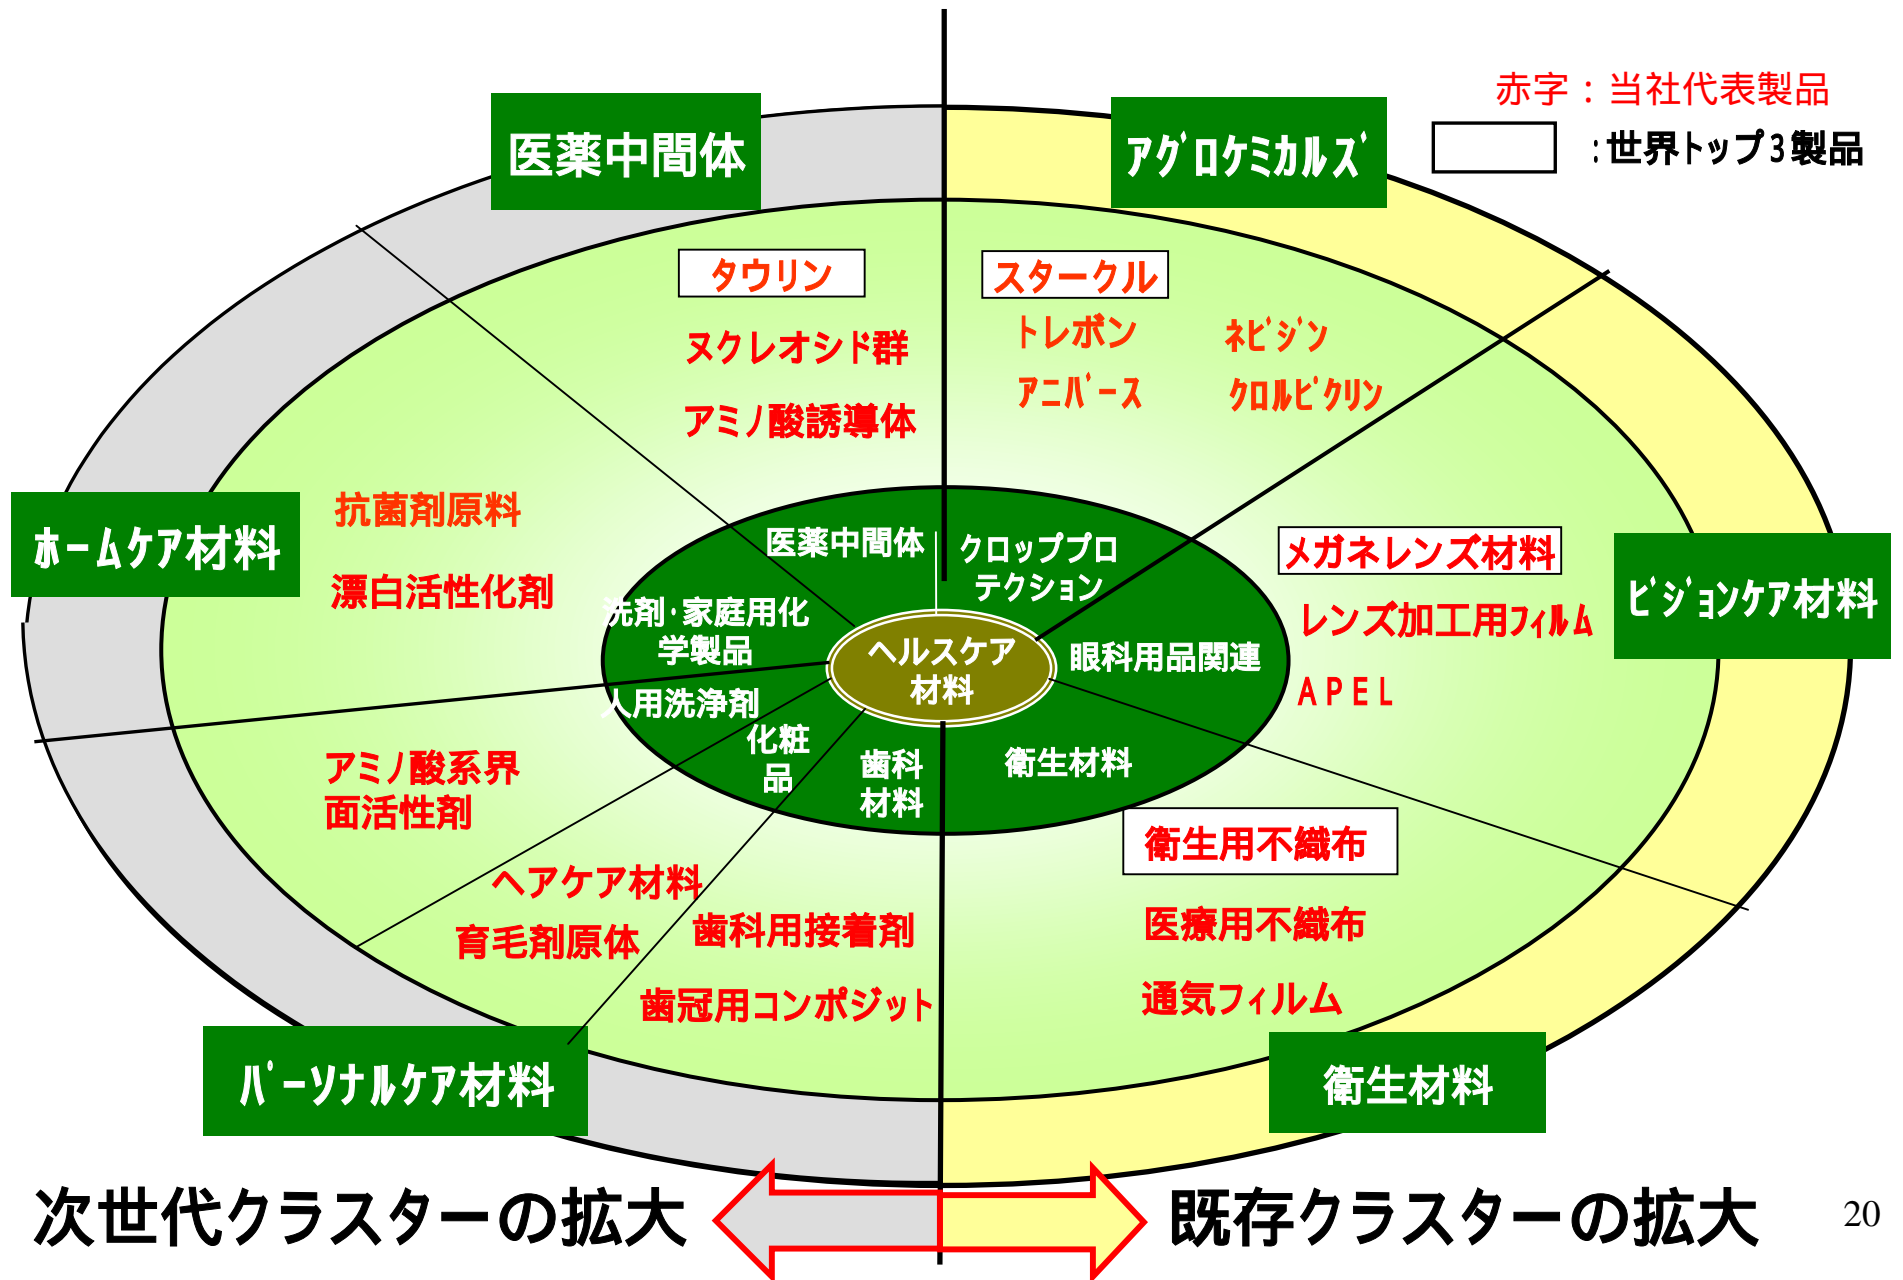 赤字：当社代表製品
：世界トップ3製品
医薬中間体
アグロケミカルズ
タウリン
ヌクレオシド群
アミノ酸誘導体
スタークル
トレボン
ネビジン
アニバース
クロルピクリン
ホームケア材料
抗菌剤原料
漂白活性化剤
医薬中間体
クロッププロ
テクション
洗剤・家庭用化
学製品
ヘルスケア
材料
眼科用品関連
人用洗浄剤
化粧
品
歯科
材料
衛生材料
メガネレンズ材料
レンズ加工用フィルム
ＡＰＥＬ
ビジョンケア材料
アミノ酸系界
面活性剤
ヘアケア材料
育毛剤原体
歯科用接着剤
歯冠用コンポジット
衛生用不織布
医療用不織布
通気フィルム
パーソナルケア材料
衛生材料
次世代クラスターの拡大
既存クラスターの拡大
20